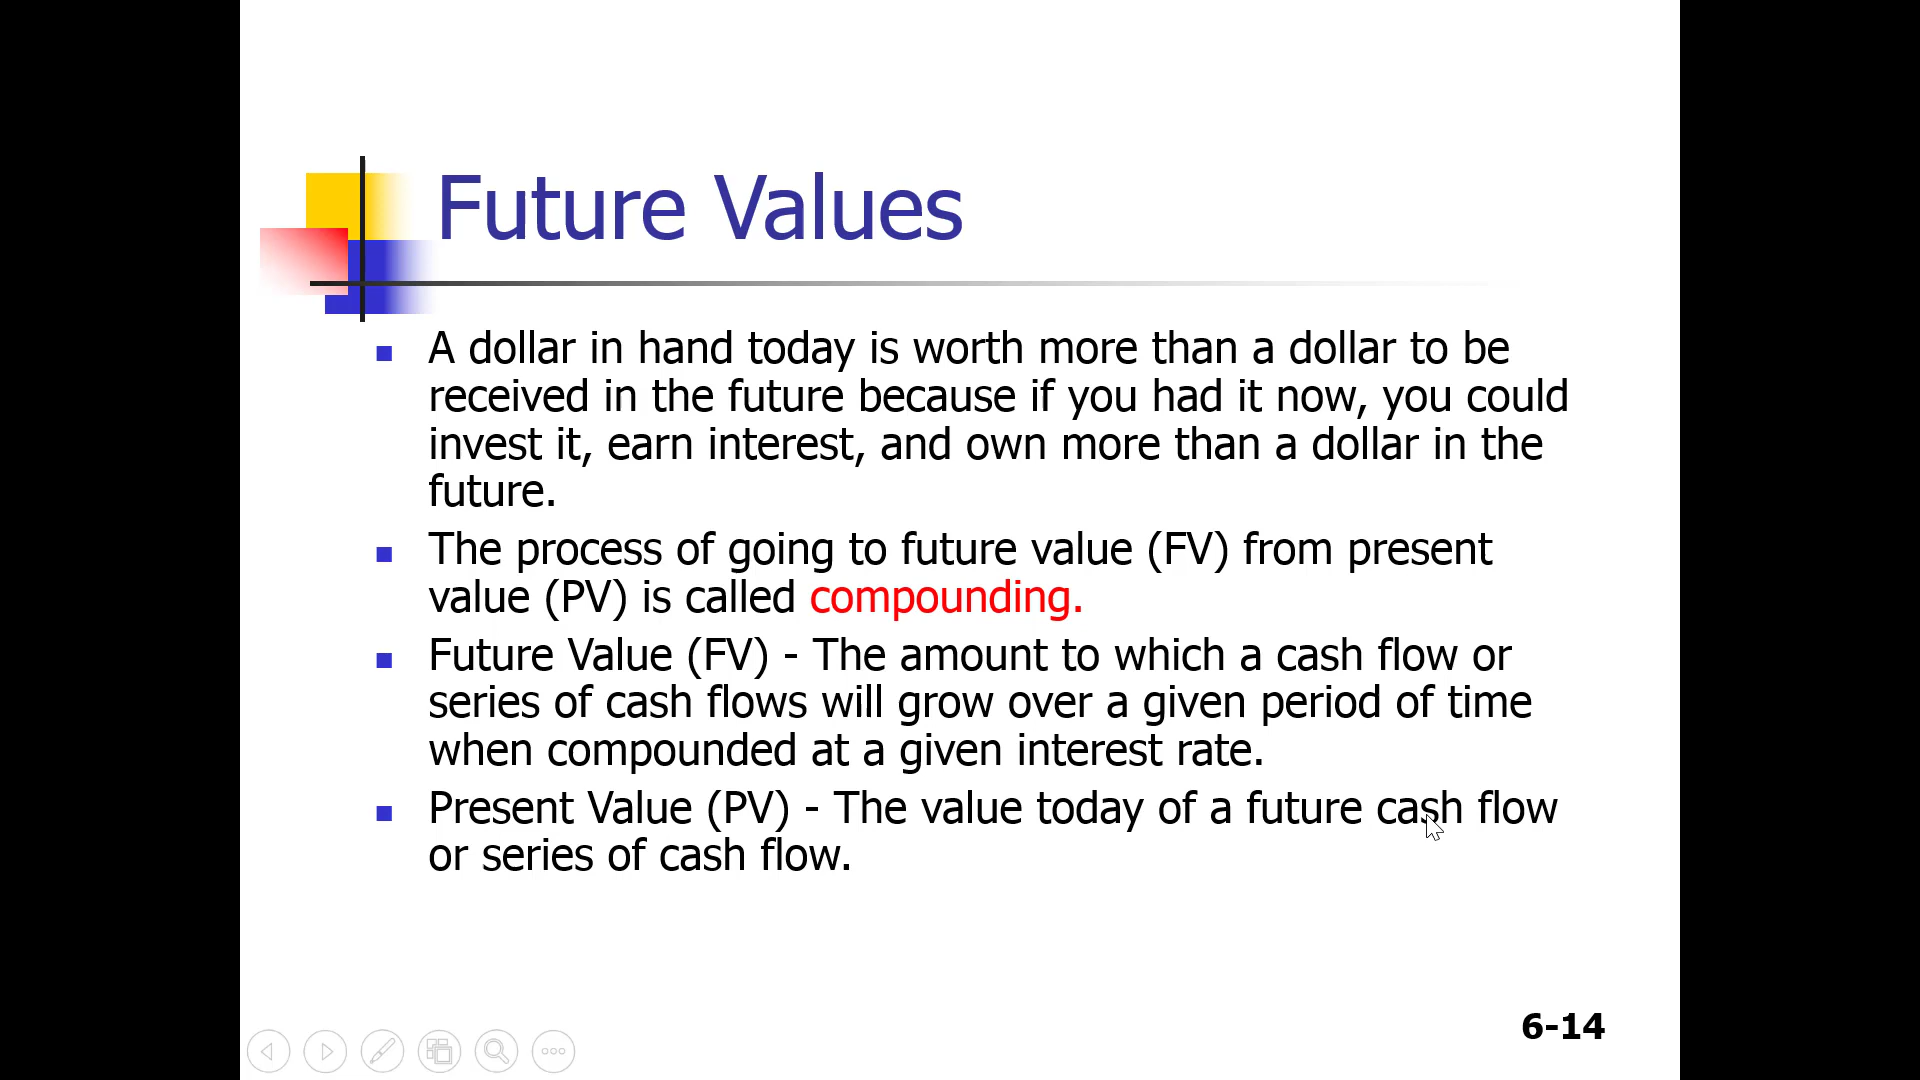 Future Values
A dollar in hand today is worth more than a dollar to be
received in the future because if you had it now, you could
invest it, earn interest, and own more than a dollar in the
future.
The process of going to future value (FV) from present
value (PV) is called compounding.
Future Value (FV) - The amount to which a cash flow or
series of cash flows will grow over a given period of time
when compounded at a given interest rate.
Present Value (PV) - The value today of a future cash flow
or series of cash flow.
6-14